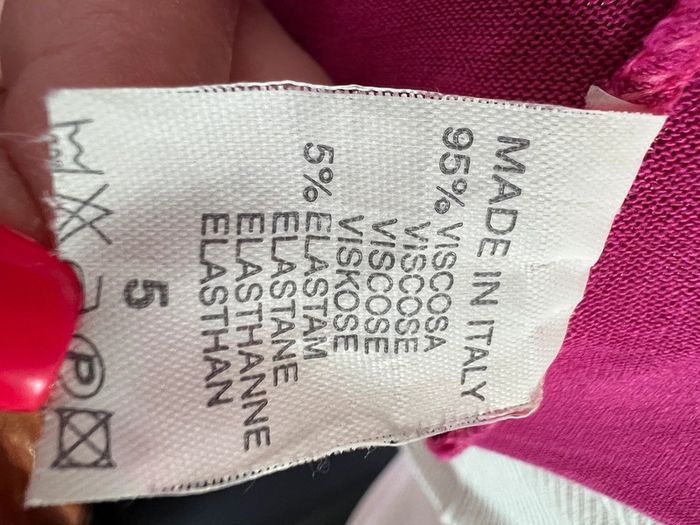 MADE IN ITALY
95% VISCOSA
VISCOSE
VISCOSE
VISKOSE
5% ELASTAM
ELASTANE
ELASTHANNE
ELASTHAN
5
P